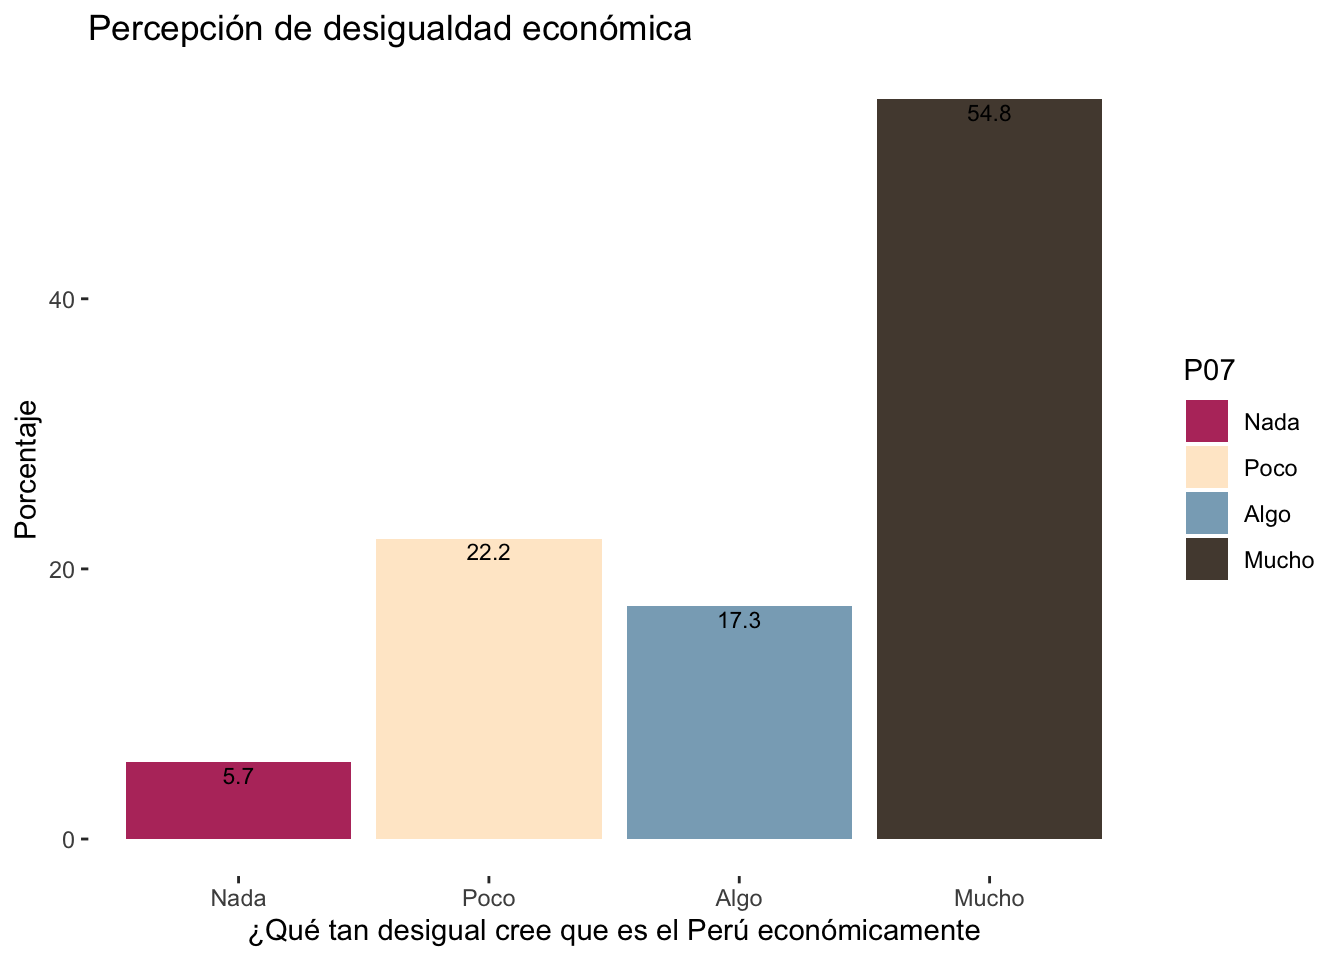 Percepción de desigualdad económica
54.8
22.2
17.3
5.7
40
20
0
Porcentaje
Nada
Poco
Algo
Mucho
¿Qué tan desigual cree que es el Perú económicamente
P07
Nada
Poco
Algo
Mucho